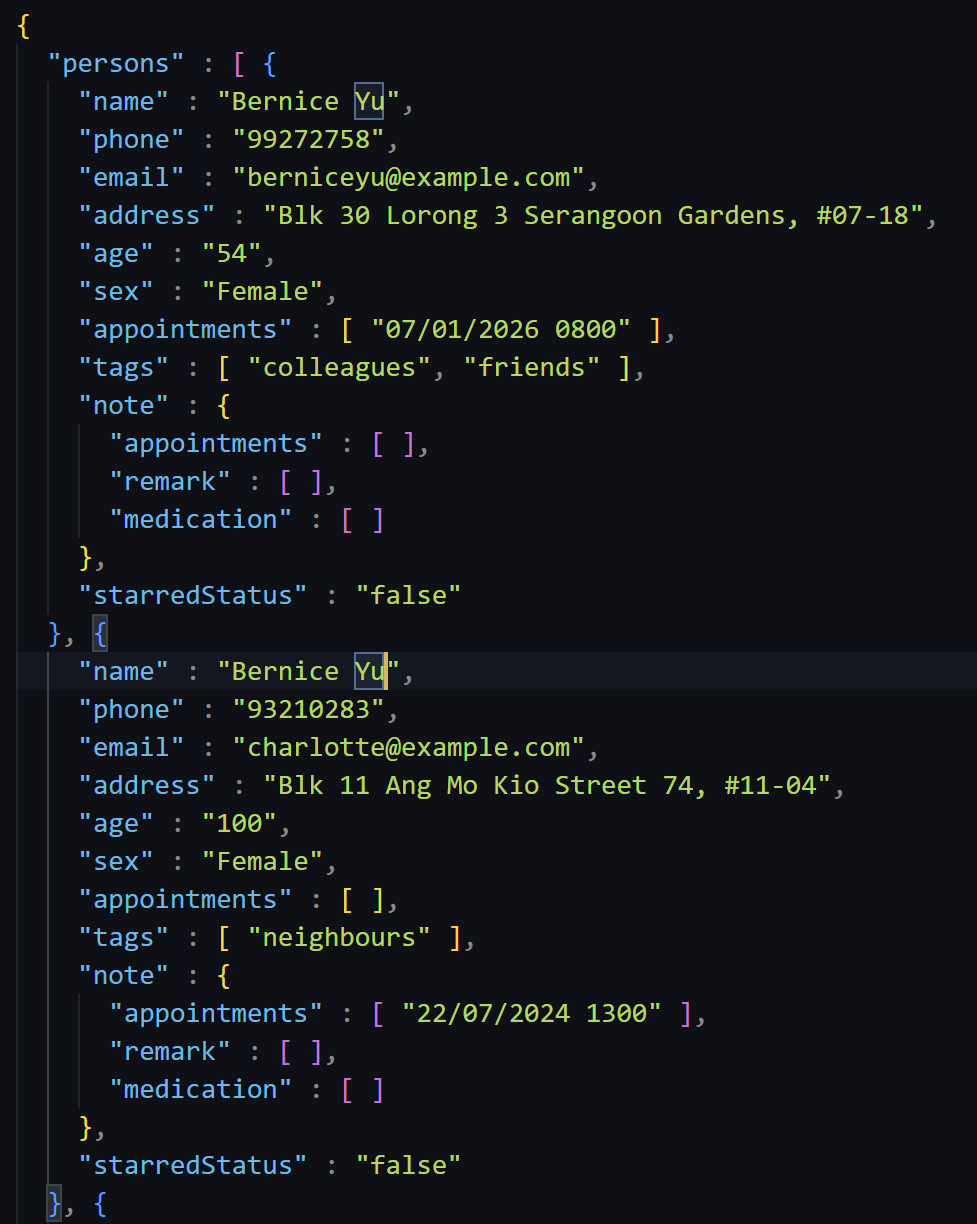 {
"persons" : [ {
"name" : "Bernice Yu",
"phone" : "99272758",
"email" : "berniceyu@example.com",
"address" : "Blk 30 Lorong 3 Serangoon Gardens, #07-18",
"age" : "54",
"sex" : "Female",
"appointments" : [ "07/01/2026 0800" ],
"tags" : [ "colleagues", "friends" ],
"note" : {
"appointments" : [ ],
"remark" : [ ],
"medication" : [ ]
},
"starredStatus" : "false"
}, {
"name" : "Bernice Yu",
"phone" : "93210283",
"email" : "charlotte@example.com",
"address" : "Blk 11 Ang Mo Kio Street 74, #11-04",
"age" : "100",
"sex" : "Female",
"appointments" : [ ],
"tags" : [ "neighbours" ],
"note" : {
"appointments" : [ "22/07/2024 1300" ],
"remark" : [ ],
"medication" : [ ]
},
"starredStatus" : "false"
}, {